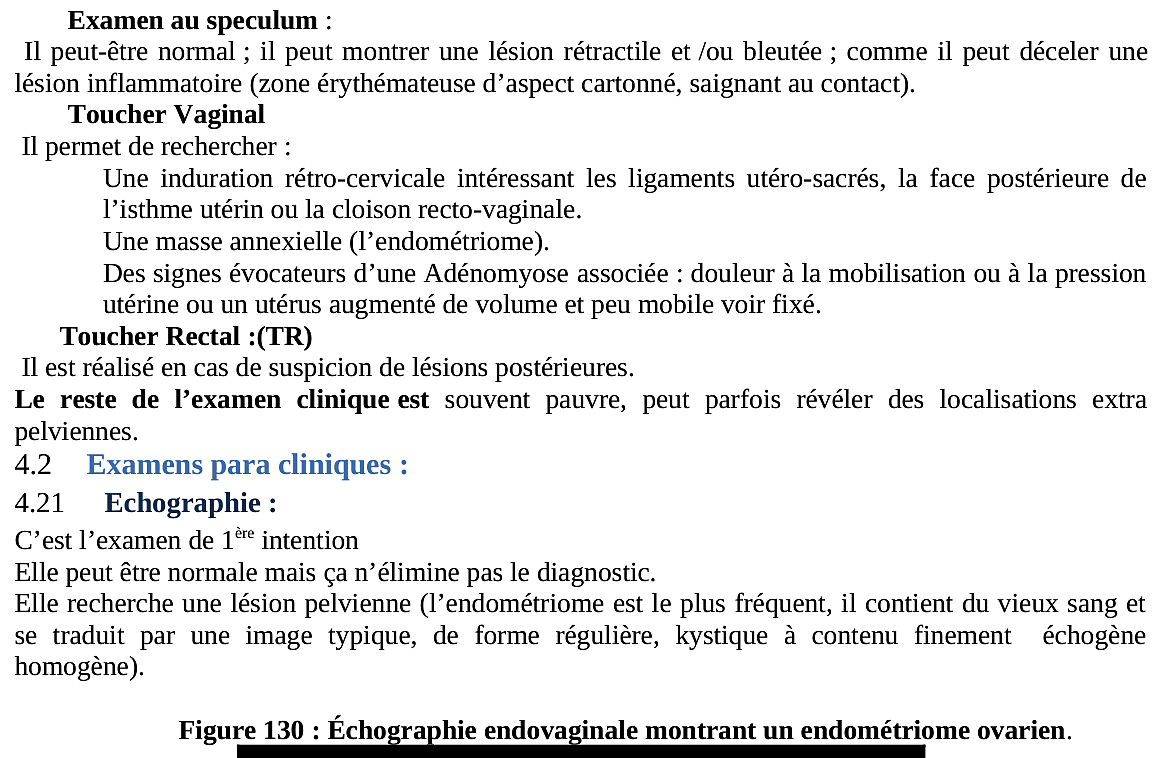 Examen au speculum :
Il peut-être normal ; il peut montrer une lésion rétractile et /ou bleutée ; comme il peut déceler une
lésion inflammatoire (zone érythémateuse d’aspect cartonné, saignant au contact).
Toucher Vaginal
Il permet de rechercher :
Une induration rétro-cervicale intéressant les ligaments utéro-sacrés, la face postérieure de
l’isthme utérin ou la cloison recto-vaginale.
Une masse annexielle (l’endométriome).
Des signes évocateurs d’une Adénomyose associée : douleur à la mobilisation ou à la pression
utérine ou un utérus augmenté de volume et peu mobile voir fixé.
Toucher Rectal :(TR)
Il est réalisé en cas de suspicion de lésions postérieures.
Le reste de l’examen clinique est souvent pauvre, peut parfois révéler des localisations extra
pelviennes.
4.2 Examens para cliniques :
4.21 Echographie :
C’est l’examen de 1ère intention
Elle peut être normale mais ça n’élimine pas le diagnostic.
Elle recherche une lésion pelvienne (l’endométriome est le plus fréquent, il contient du vieux sang et
se traduit par une image typique, de forme régulière, kystique à contenu finement échogène
homogène).
Figure 130 : Échographie endovaginale montrant un endométriome ovarien.